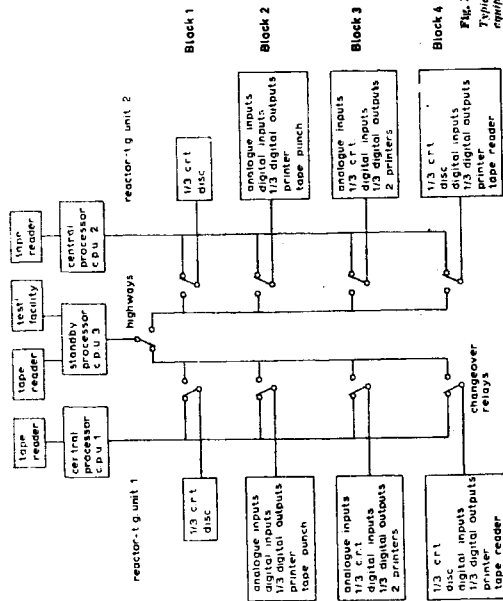 tape
reader
tape
reader
test
facility
tape
reader
central
processor
c.p.u 1
standby
processor
c.p.u 3
central
processor
c.p.u 2
reactor-t g unit 1
highways
reactor-t g unit 2
1/3 c r t
disc
1/3 c r t
disc
Block 1
analogue inputs
digital inputs
1/3 digital outputs
printer
tape punch
analogue inputs
digital inputs
1/3 digital outputs
printer
tape punch
Block 2
analogue inputs
1/3 c.r.t
digital inputs
1/3 digital outputs
2 printers
analogue inputs
1/3 c.r.t.
digital inputs
1/3 digital outputs
2 printers
Block 3
1/3 crt
disc
digital inputs
1/3 digital outputs
printer
tape reader
changeover
relays
1/3 c r t
disc
digital inputs
1/3 digital outputs
printer
tape reader
Block 4
Fig.